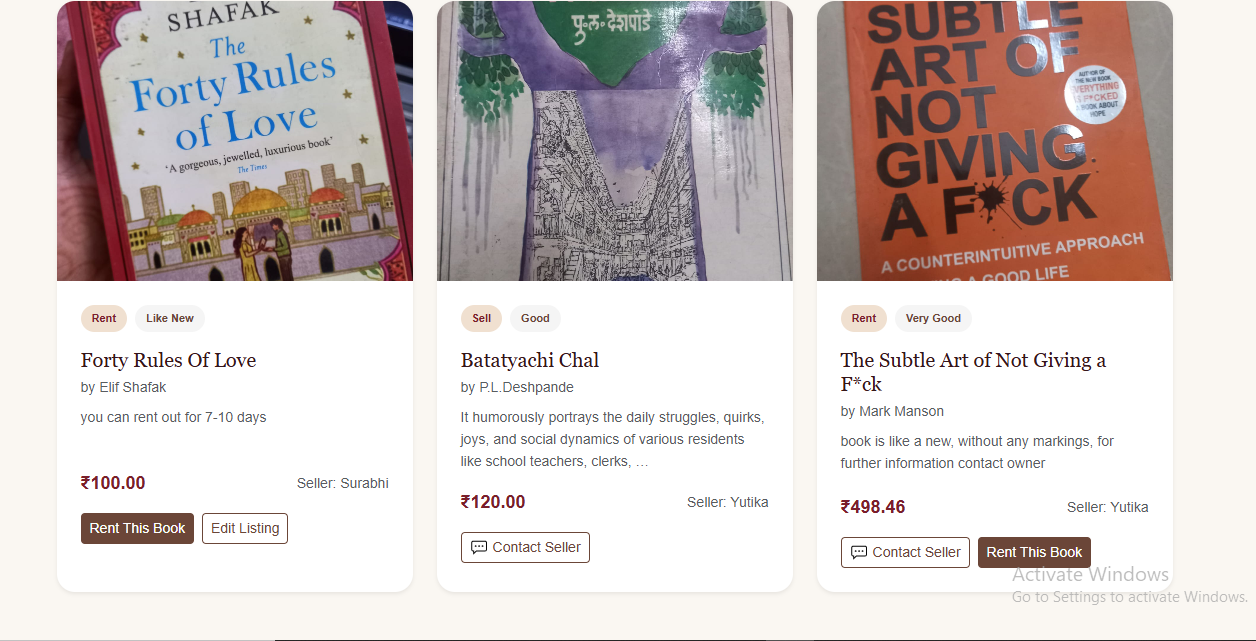 SHAFAK
The
Forty Rules
of Love
'A gorgeous, jewelled, luxurious book'
The Times
Rent
Like New
Forty Rules Of Love
by Elif Shafak
you can rent out for 7-10 days
₹100.00
Seller: Surabhi
Rent This Book
Edit Listing
पु.ल. देशपांडे
Sell
Good
Batatyachi Chal
by P.L.Deshpande
It humorously portrays the daily struggles, quirks,
joys, and social dynamics of various residents
like school teachers, clerks, …
₹120.00
Seller: Yutika
Contact Seller
SUBTLE
ART OF
NOT
GIVING
A F CK
AUTHOR OF
THE NEW BOOK
EVERYTHING
IS F*CKED
A BOOK ABOUT
HOPE
A COUNTERINTUITIVE APPROACH
A GOOD LIFE
Rent
Very Good
The Subtle Art of Not Giving a
F*ck
by Mark Manson
book is like a new, without any markings, for
further information contact owner
₹498.46
Seller: Yutika
Contact Seller
Rent This Book
Activate Windows
Go to Settings to activate Windows.